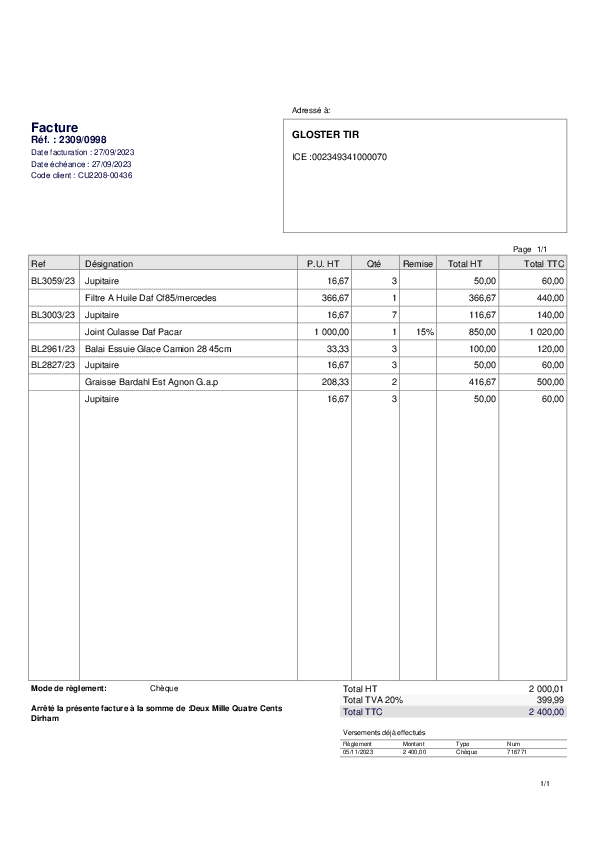 Adressé à:
Facture
Réf. : 2309/0998
Date facturation : 27/09/2023
Date échéance : 27/09/2023
Code client : CU2208-00436
GLOSTER TIR
ICE :002349341000070
Page 1/1
Ref Désignation P.U. HT Qté Remise Total HT Total TTC
BL3059/23 Jupitaire 16,67 3 50,00 60,00
Filtre A Huile Daf Cf85/mercedes 366,67 1 366,67 440,00
BL3003/23 Jupitaire 16,67 7 116,67 140,00
Joint Culasse Daf Pacar 1 000,00 1 15% 850,00 1 020,00
BL2961/23 Balai Essuie Glace Camion 28 45cm 33,33 3 100,00 120,00
BL2827/23 Jupitaire 16,67 3 50,00 60,00
Graisse Bardahl Est Agnon G.a.p 208,33 2 416,67 500,00
Jupitaire 16,67 3 50,00 60,00
Mode de règlement: Chèque
Arrêté la présente facture à la somme de :Deux Mille Quatre Cents
Dirham
Total HT 2 000,01
Total TVA 20% 399,99
Total TTC 2 400,00
Versements déjà effectués
Règlement Montant Type Num
05/11/2023 2 400,00 Chèque 716771
1/1